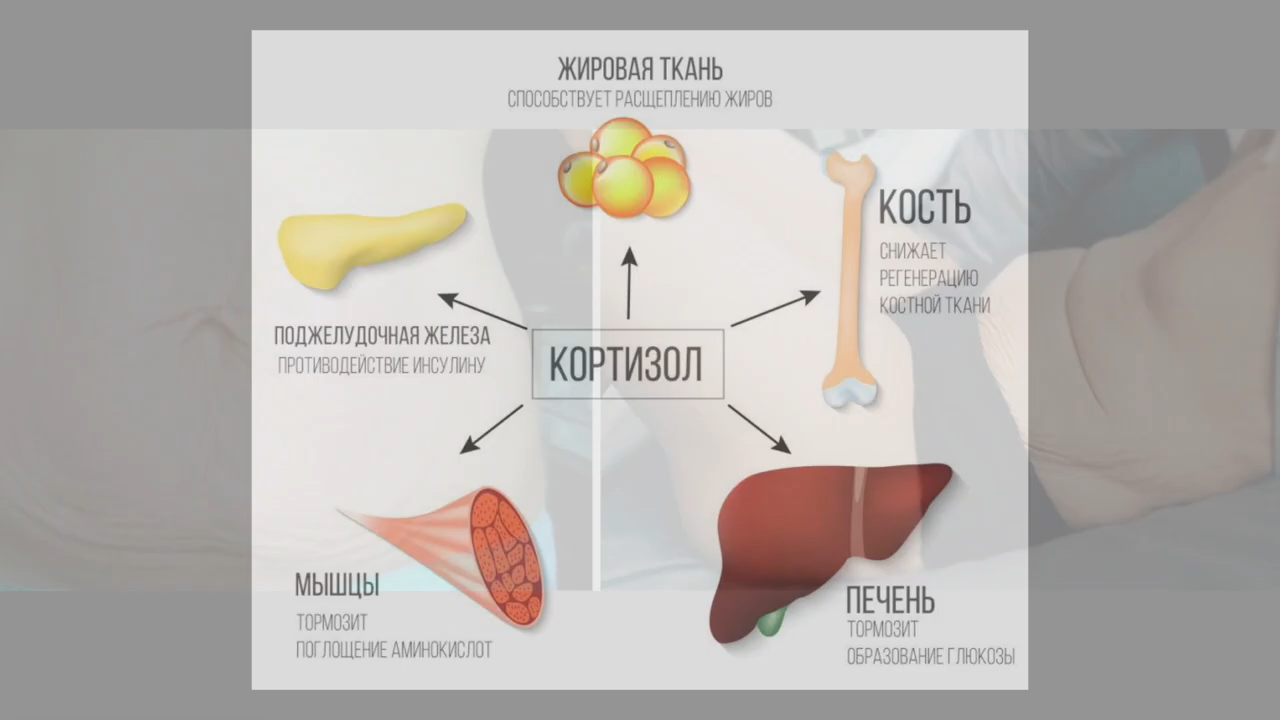 ЖИРОВАЯ ТКАНЬ
СПОСОБСТВУЕТ РАСЩЕПЛЕНИЮ ЖИРОВ
КОСТЬ
СНИЖАЕТ
РЕГЕНЕРАЦИЮ
КОСТНОЙ ТКАНИ
ПОДЖЕЛУДОЧНАЯ ЖЕЛЕЗА
ПРОТИВОДЕЙСТВИЕ ИНСУЛИНУ
КОРТИЗОЛ
МЫШЦЫ
ТОРМОЗИТ
ПОГЛОЩЕНИЕ АМИНОКИСЛОТ
ПЕЧЕНЬ
ТОРМОЗИТ
ОБРАЗОВАНИЕ ГЛЮКОЗЫ